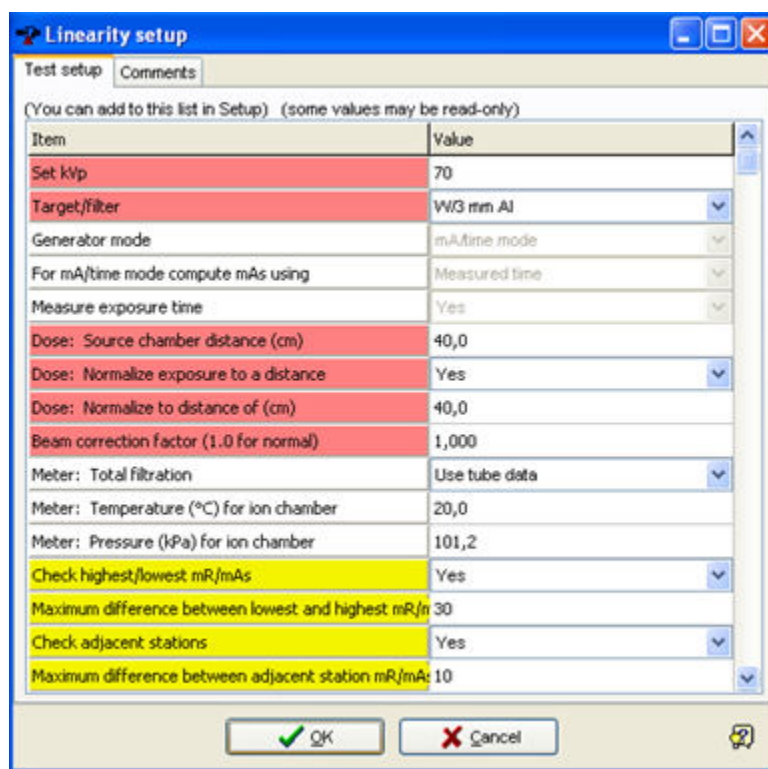 Linearity setup
Test setup Comments
(You can add to this list in Setup) (some values may be read-only)
Item Value
Set kVp 70
Target/filter W/3 mm Al
Generator mode mA/time mode
For mA/time mode compute mAs using Measured time
Measure exposure time Yes
Dose: Source chamber distance (cm) 40,0
Dose: Normalize exposure to a distance Yes
Dose: Normalize to distance of (cm) 40,0
Beam correction factor (1.0 for normal) 1,000
Meter: Total filtration Use tube data
Meter: Temperature (°C) for ion chamber 20,0
Meter: Pressure (kPa) for ion chamber 101,2
Check highest/lowest mR/mAs Yes
Maximum difference between lowest and highest mR/m 30
Check adjacent stations Yes
Maximum difference between adjacent station mR/mAs 10
OK Cancel